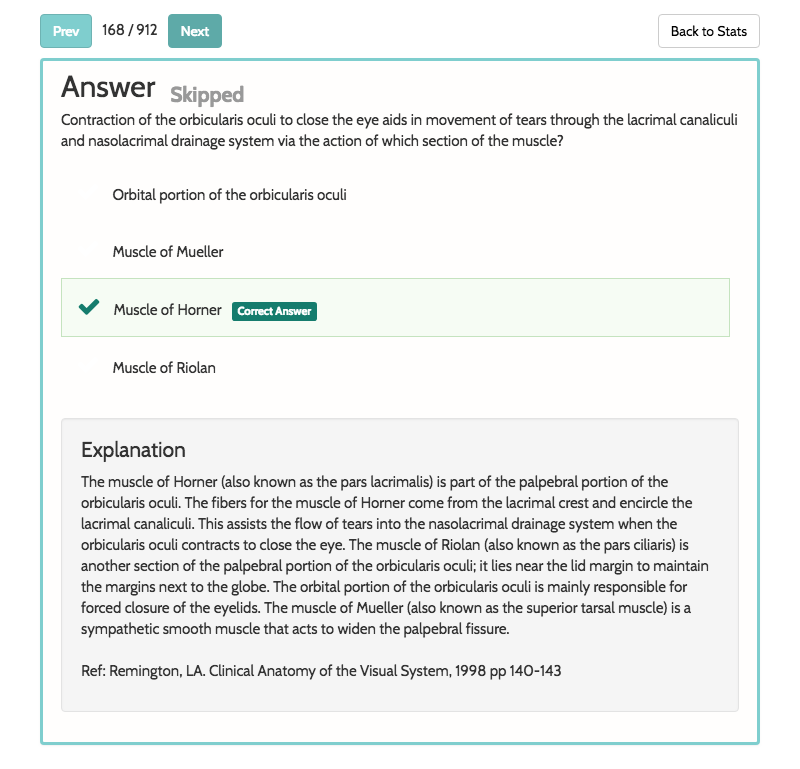 Prev 168 / 912 Next Back to Stats
Answer Skipped
Contraction of the orbicularis oculi to close the eye aids in movement of tears through the lacrimal canaliculi
and nasolacrimal drainage system via the action of which section of the muscle?
Orbital portion of the orbicularis oculi
Muscle of Mueller
Muscle of Horner Correct Answer
Muscle of Riolan
Explanation
The muscle of Horner (also known as the pars lacrimalis) is part of the palpebral portion of the
orbicularis oculi. The fibers for the muscle of Horner come from the lacrimal crest and encircle the
lacrimal canaliculi. This assists the flow of tears into the nasolacrimal drainage system when the
orbicularis oculi contracts to close the eye. The muscle of Riolan (also known as the pars ciliaris) is
another section of the palpebral portion of the orbicularis oculi; it lies near the lid margin to maintain
the margins next to the globe. The orbital portion of the orbicularis oculi is mainly responsible for
forced closure of the eyelids. The muscle of Mueller (also known as the superior tarsal muscle) is a
sympathetic smooth muscle that acts to widen the palpebral fissure.
Ref: Remington, LA. Clinical Anatomy of the Visual System, 1998 pp 140-143